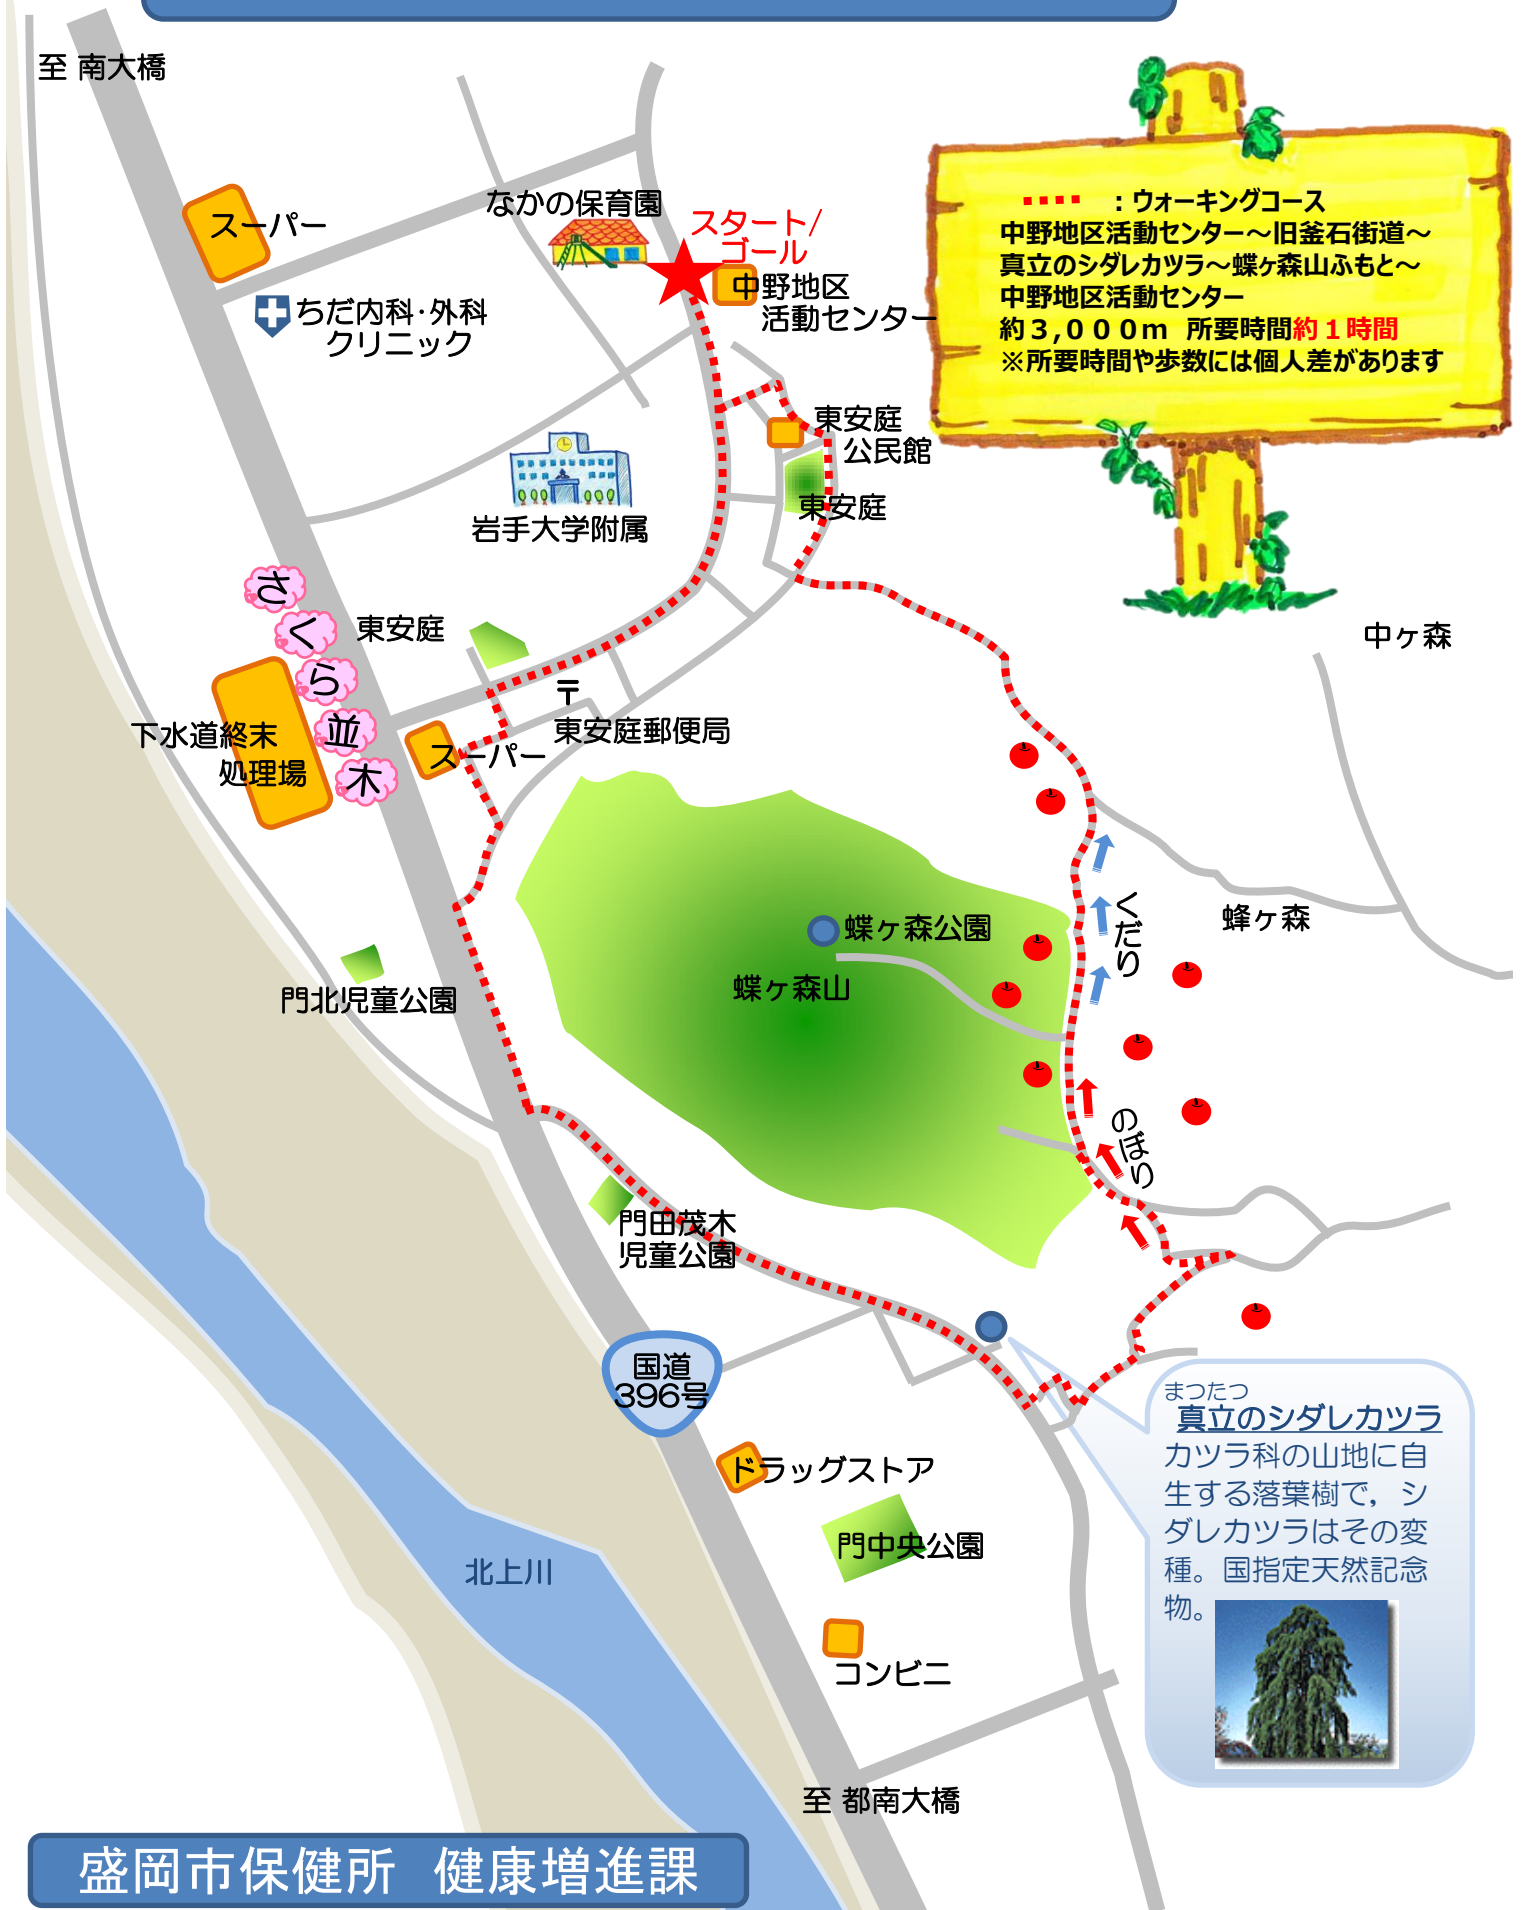 至 南大橋
スーパー
なかの保育園
スタート/
ゴール
中野地区
活動センター
ちだ内科・外科
クリニック
：ウォーキングコース
中野地区活動センター～旧釜石街道～
真立のシダレカツラ～蝶ヶ森山ふもと～
中野地区活動センター
約３,０００ｍ 所要時間約１時間
※所要時間や歩数には個人差があります
東安庭
公民館
東安庭
岩手大学附属
さくら並木
東安庭
〒
東安庭郵便局
下水道終末
処理場
スーパー
中ヶ森
蝶ヶ森公園
蝶ヶ森山
くだり
蜂ヶ森
門北児童公園
のぼり
門田茂木
児童公園
国道
396号
まつたつ
真立のシダレカツラ
カツラ科の山地に自
生する落葉樹で，シ
ダレカツラはその変
種。国指定天然記念
物。
ドラッグストア
門中央公園
北上川
コンビニ
至 都南大橋
盛岡市保健所　健康増進課